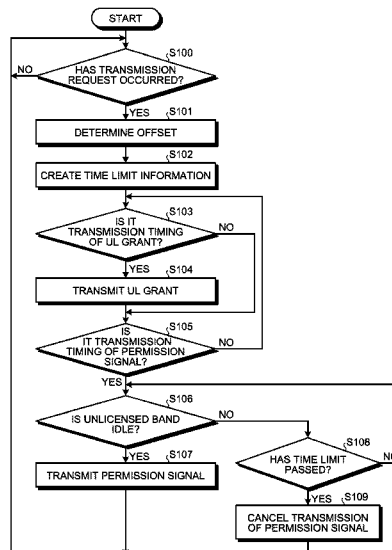 START
S100
HAS TRANSMISSION
REQUEST OCCURRED?
NO
YES
S101
DETERMINE OFFSET
S102
CREATE TIME LIMIT INFORMATION
S103
IS IT
TRANSMISSION TIMING
OF UL GRANT?
NO
YES
S104
TRANSMIT UL GRANT
S105
IS
IT TRANSMISSION
TIMING OF PERMISSION
SIGNAL?
NO
YES
S106
IS UNLICENSED BAND
IDLE?
NO
YES
S107
TRANSMIT PERMISSION SIGNAL
S108
HAS TIME LIMIT
PASSED?
NO
YES
S109
CANCEL TRANSMISSION
OF PERMISSION SIGNAL